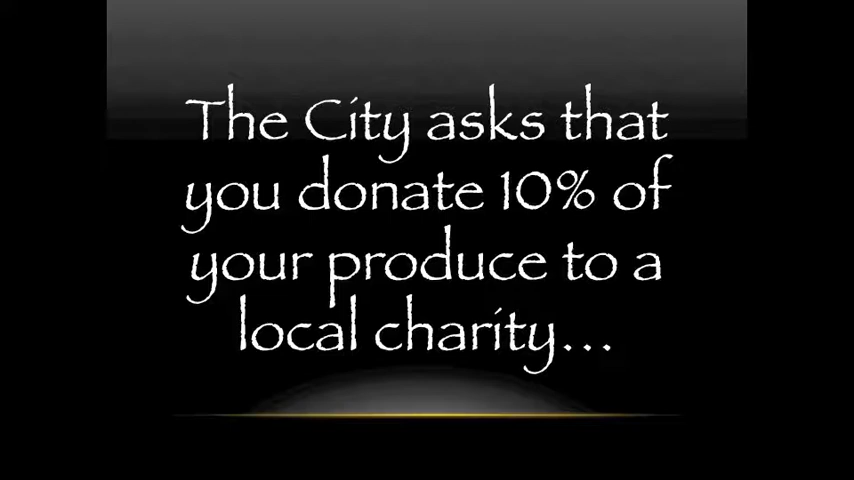 The City asks that
you donate 10% of
your produce to a
local charity...